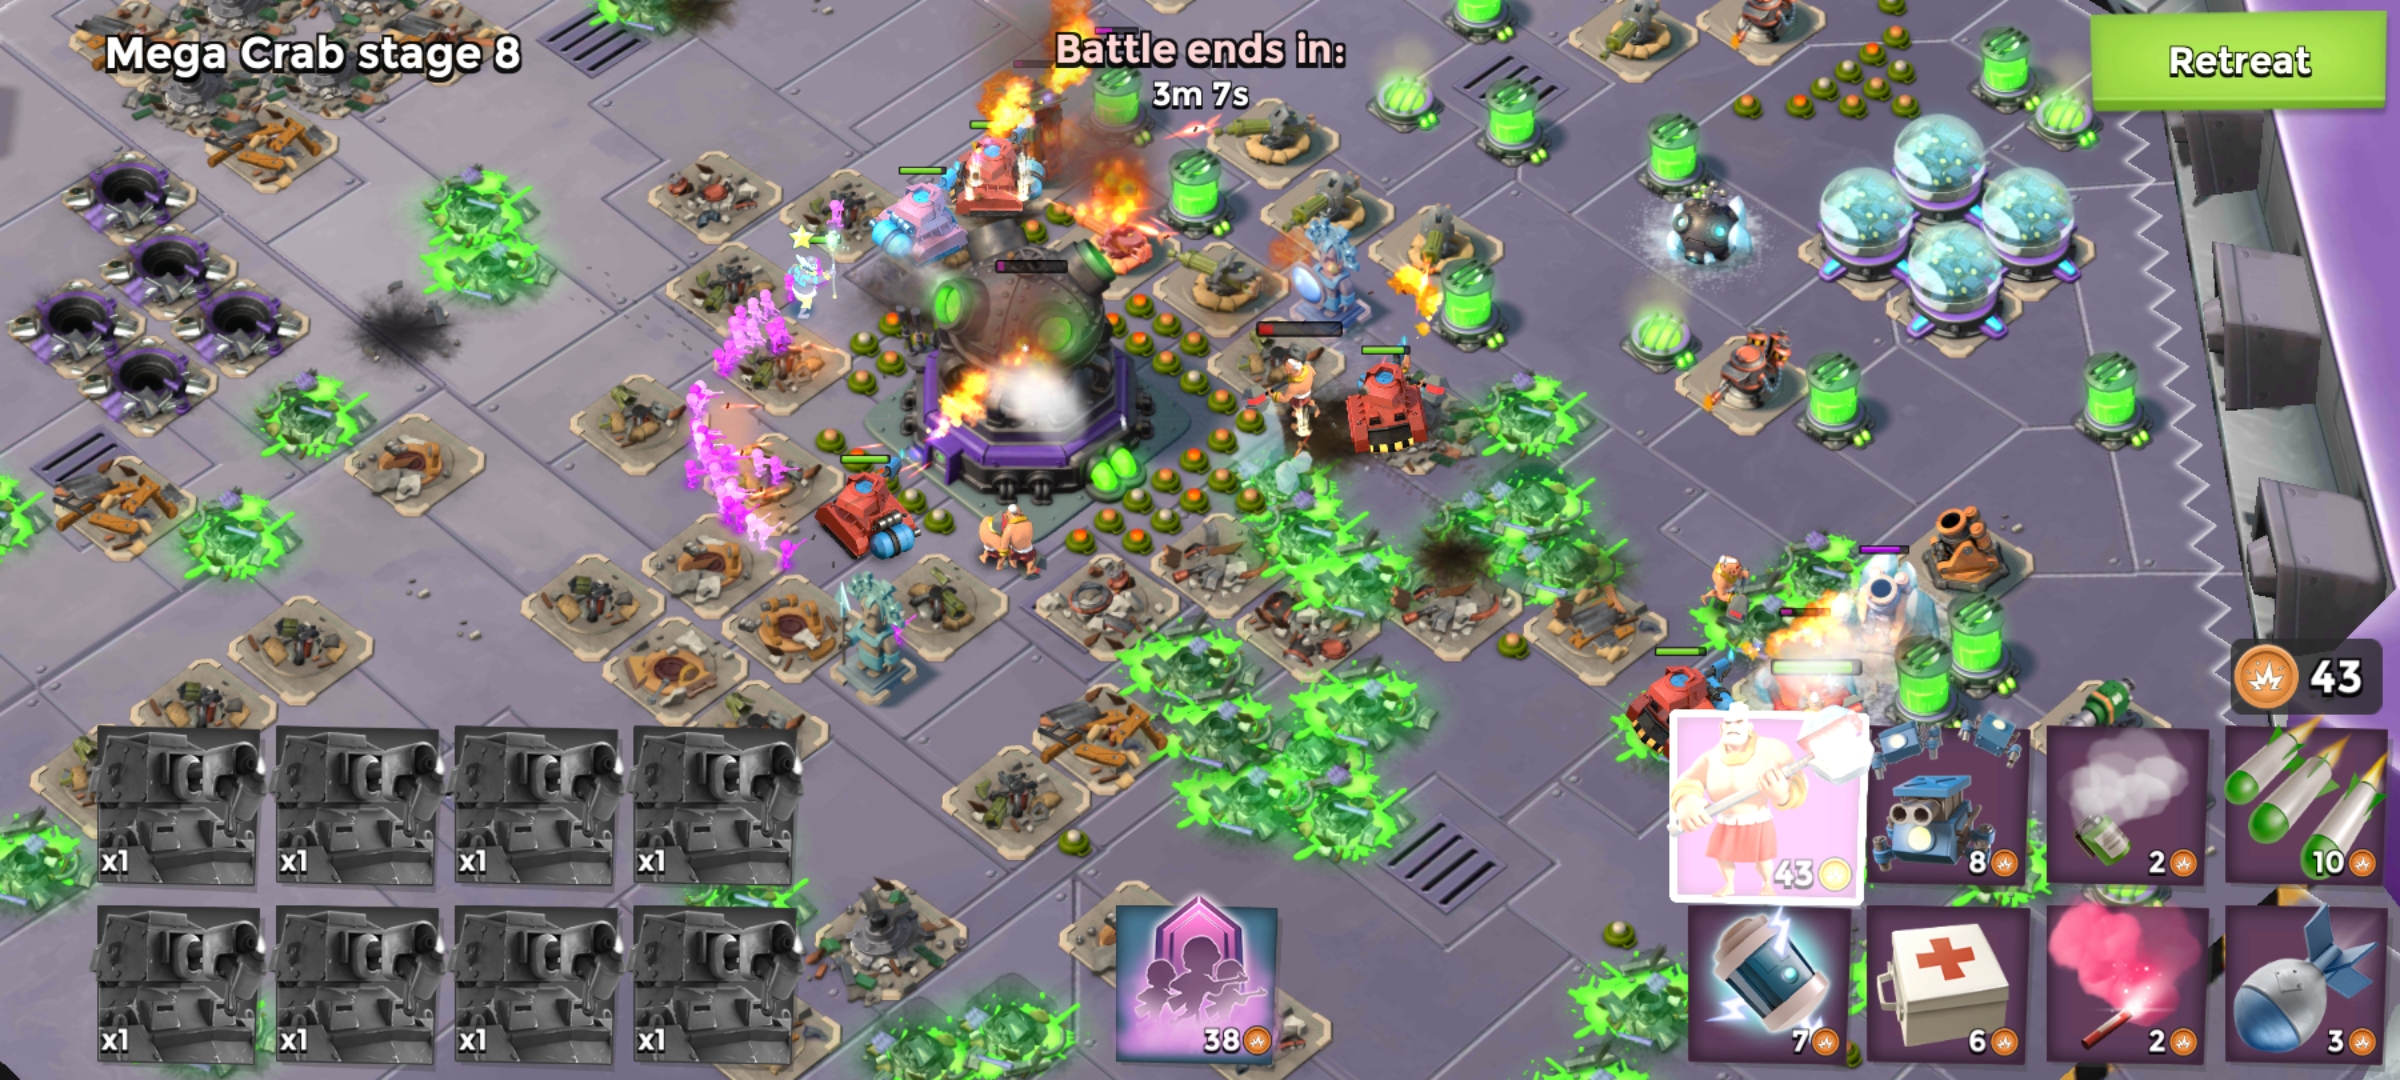 Mega Crab stage 8
Battle ends in:
3m 7s
Retreat
43
x1
x1
x1
x1
43
8
2
10
x1
x1
x1
x1
38
7
6
2
3